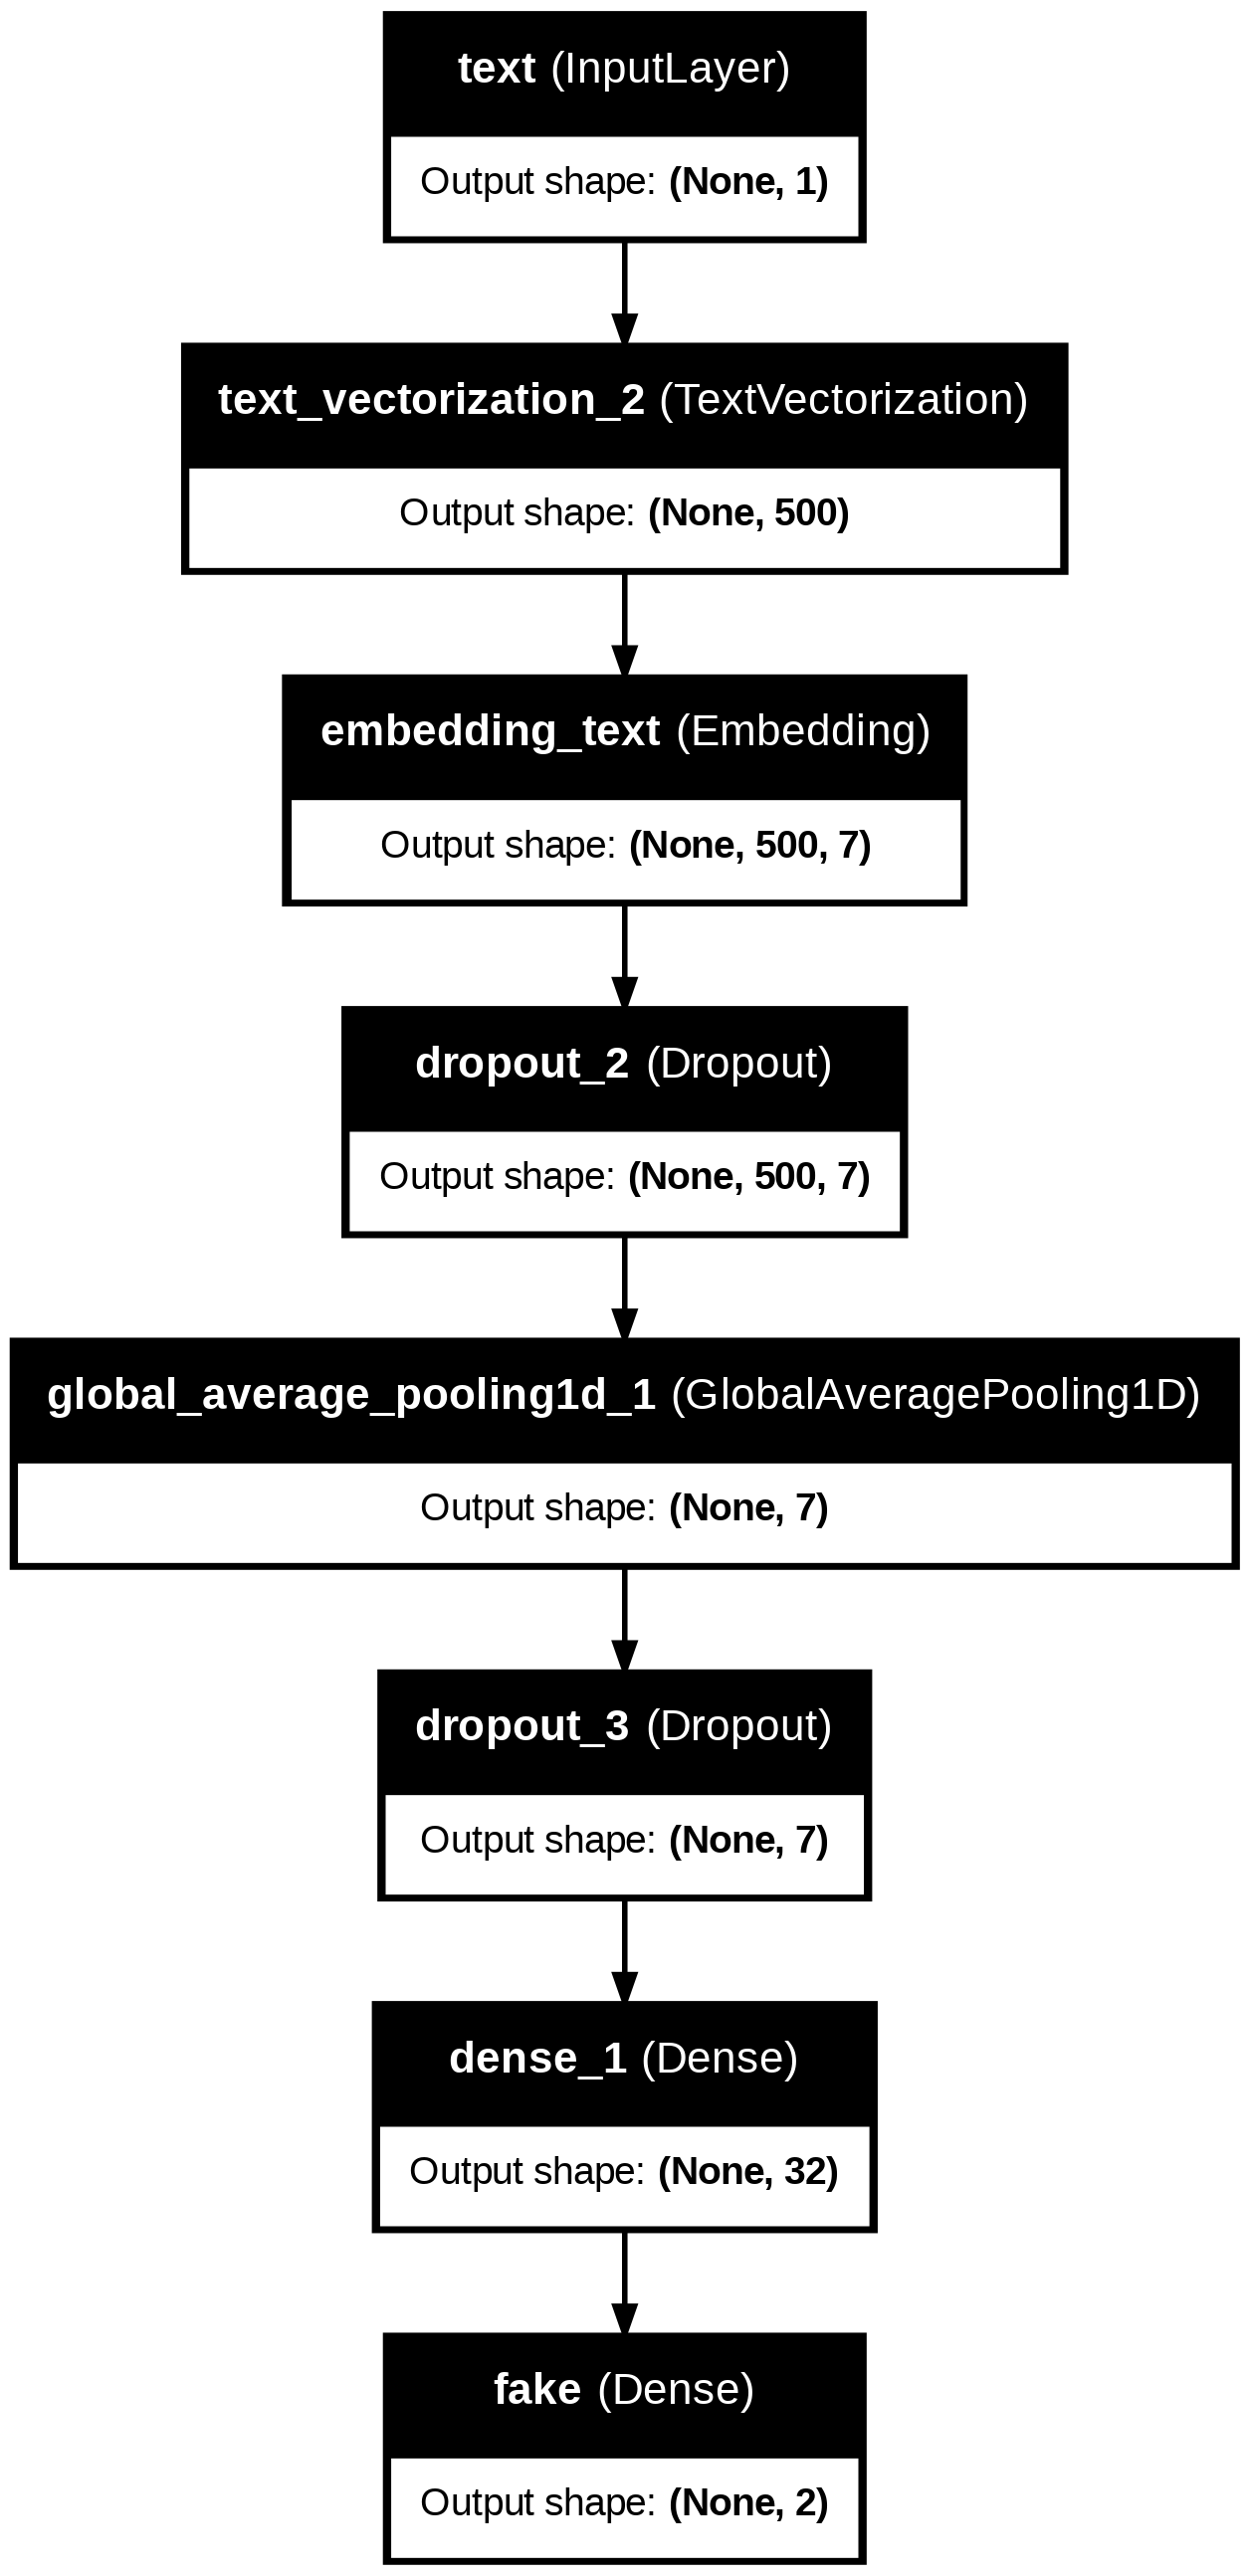 text (InputLayer)
Output shape: (None, 1)
text_vectorization_2 (TextVectorization)
Output shape: (None, 500)
embedding_text (Embedding)
Output shape: (None, 500, 7)
dropout_2 (Dropout)
Output shape: (None, 500, 7)
global_average_pooling1d_1 (GlobalAveragePooling1D)
Output shape: (None, 7)
dropout_3 (Dropout)
Output shape: (None, 7)
dense_1 (Dense)
Output shape: (None, 32)
fake (Dense)
Output shape: (None, 2)